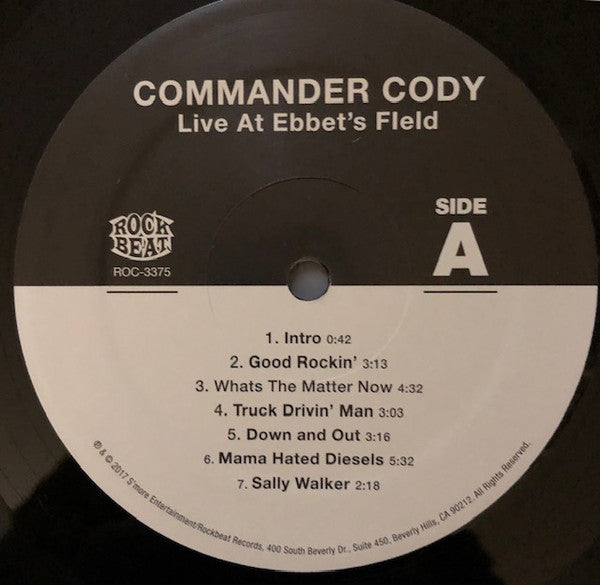 COMMANDER CODY
Live At Ebbet's FIeld
SIDE
A
ROCK
BEAT
ROC-3375
1. Intro 0:42
2. Good Rockin' 3:13
3. Whats The Matter Now 4:32
4. Truck Drivin' Man 3:03
5. Down and Out 3:16
6. Mama Hated Diesels 5:32
7. Sally Walker 2:18
℗ & © 2017 S'more Entertainment/Rockbeat Records, 400 South Beverly Dr., Suite 450, Beverly Hills, CA 90212. All Rights Reserved.